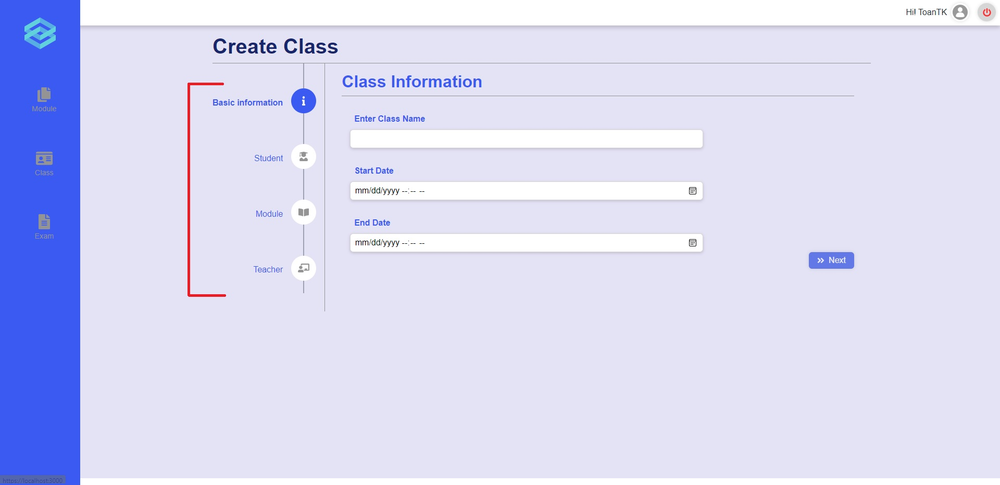 Hi! ToanTK
Create Class
Module
Class
Exam
Basic information
Student
Module
Teacher
Class Information
Enter Class Name
Start Date
mm/dd/yyyy --:-- --
End Date
mm/dd/yyyy --:-- --
Next
https://localhost:3000